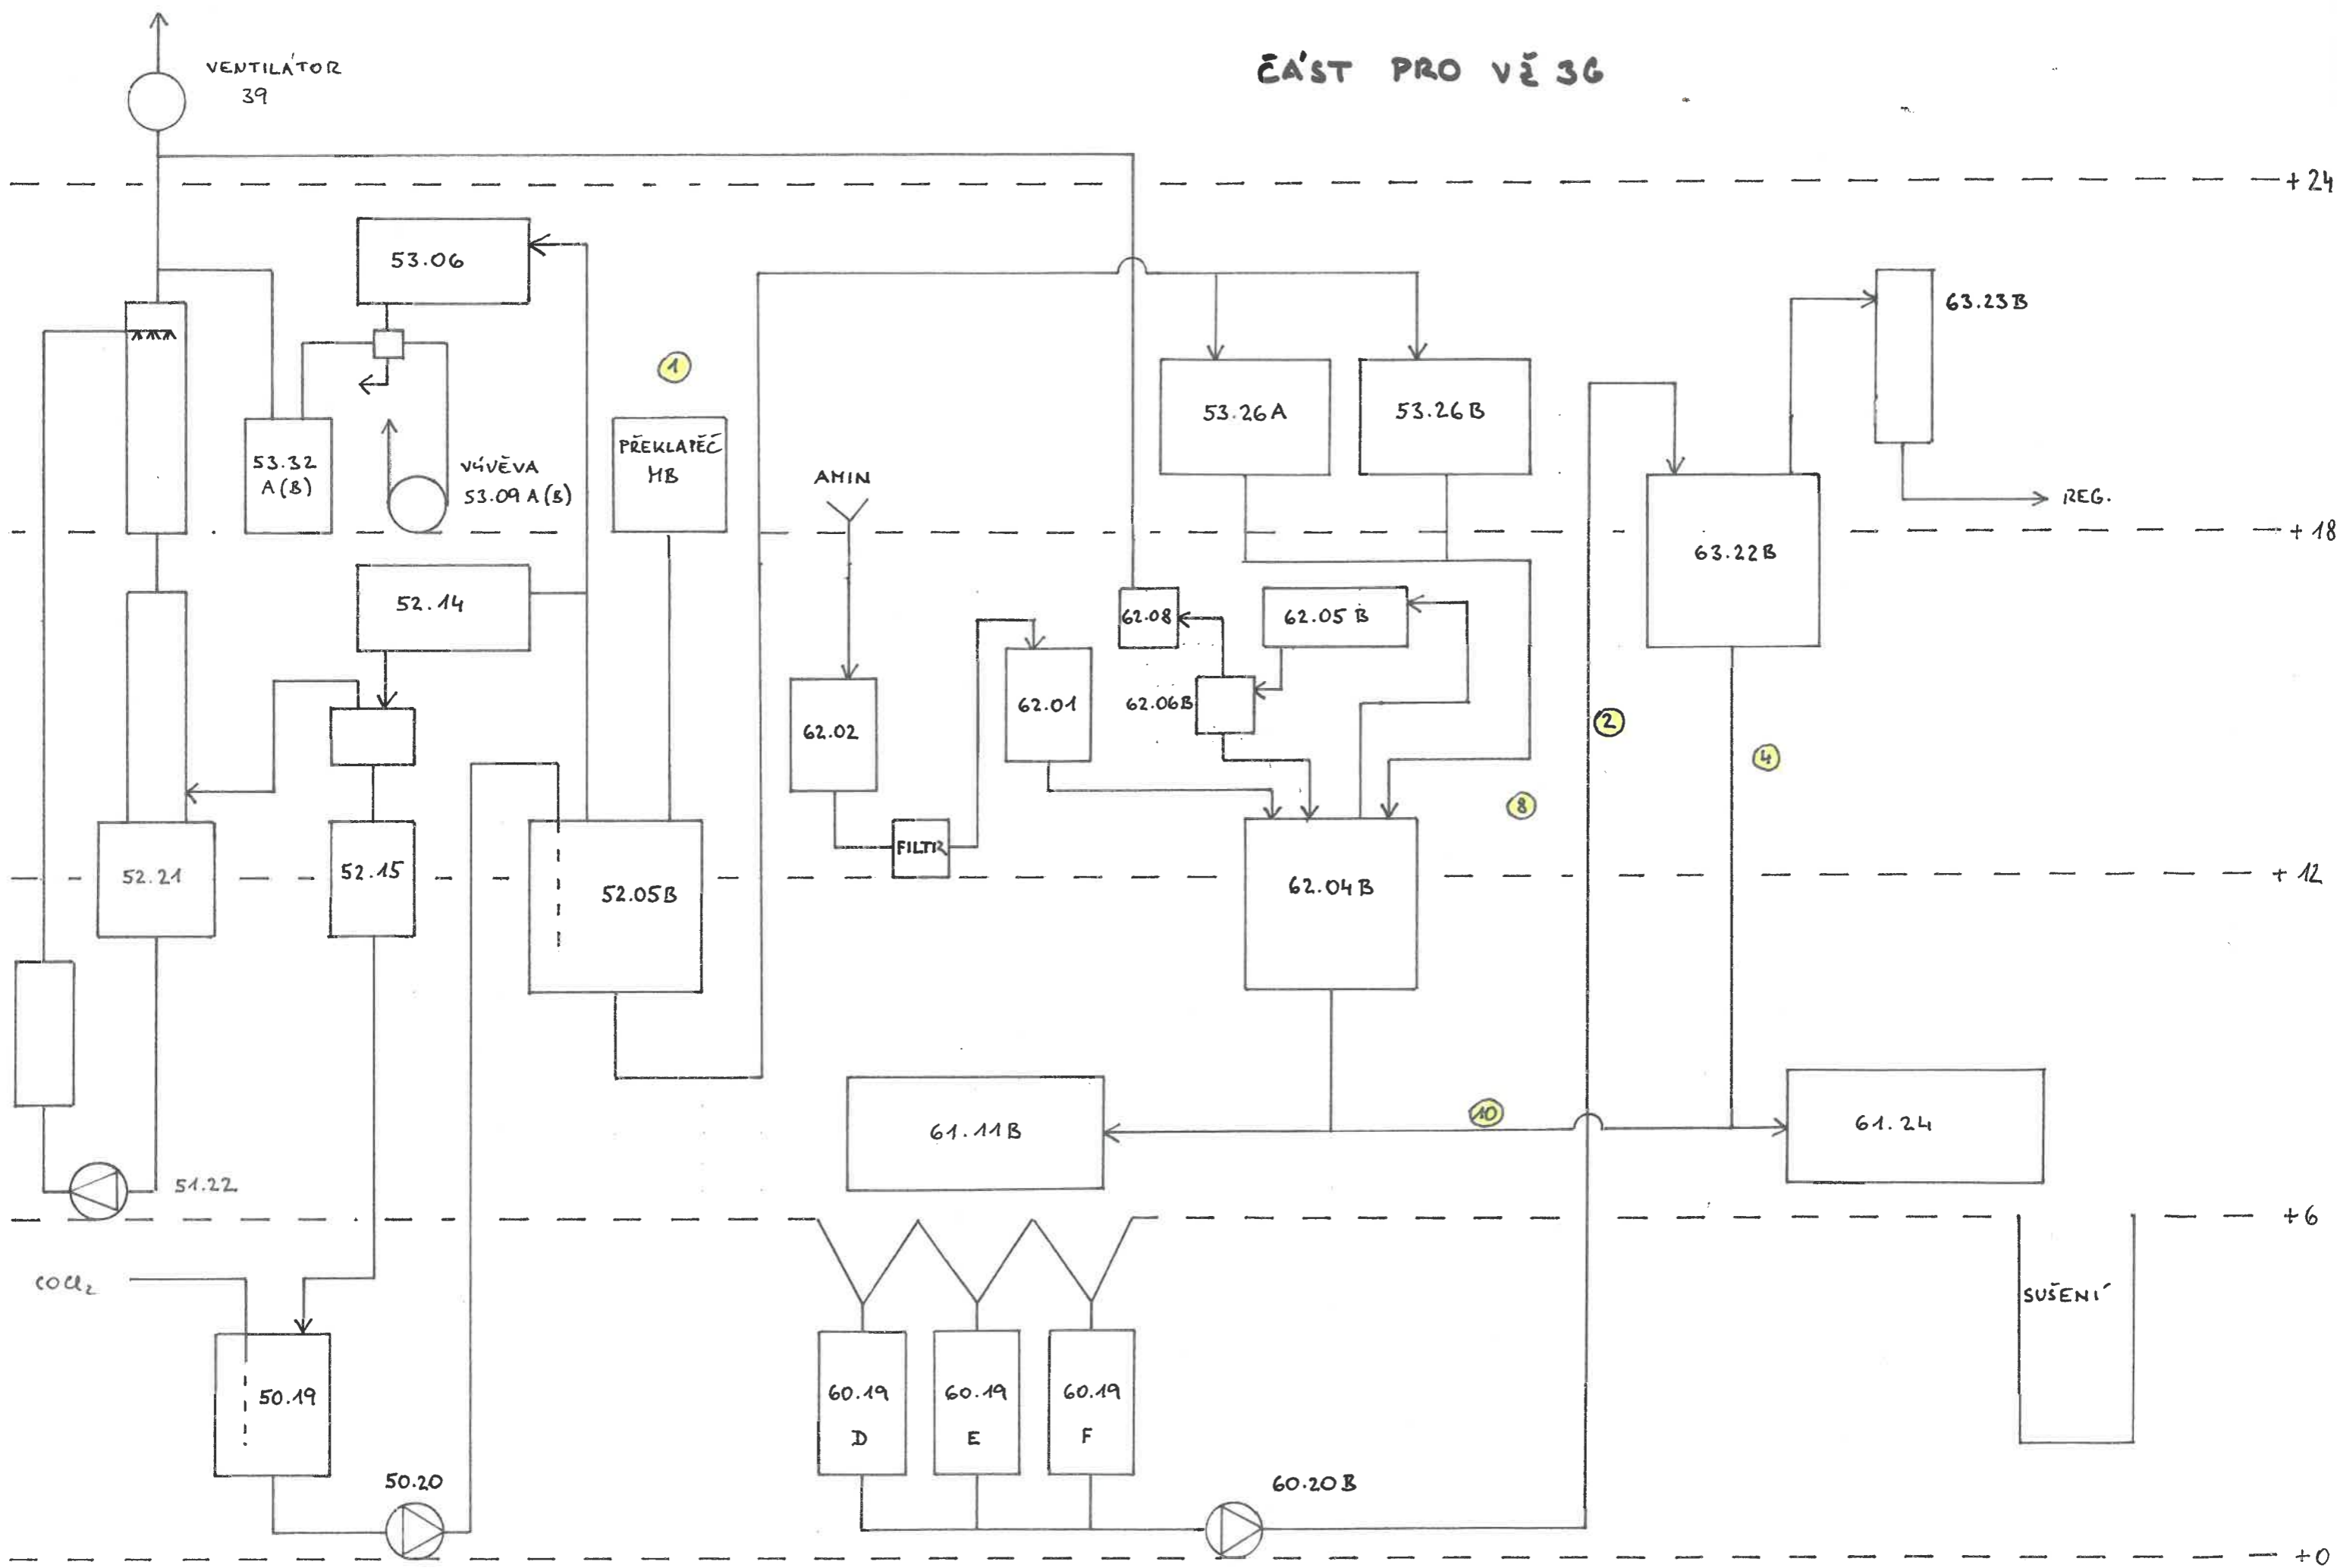 ČÁST PRO VĚ 36
VENTILÁTOR
39
+24
53.06
63.23B
1
PŘEKLAPĚČ
MB
53.26A
53.26B
53.32
A(B)
VÝVĚVA
53.09 A(B)
AMIN
REG.
+18
63.22B
52.14
62.08
62.05 B
62.02
62.01
62.06B
2
4
8
FILTR
52.21
52.15
52.05B
62.04B
+12
10
61.11B
61.24
51.22
+6
COCl₂
SUŠENÍ
50.19
60.19
D
60.19
E
60.19
F
50.20
60.20B
+0